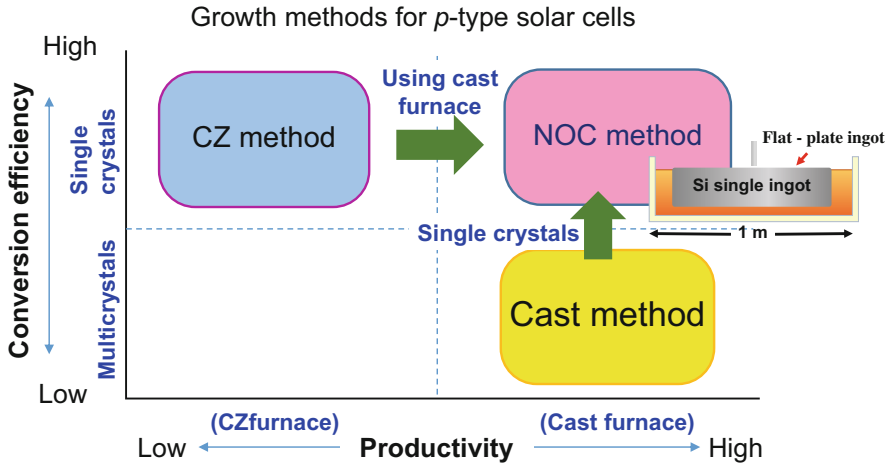 Growth methods for p-type solar cells
High
Using cast
furnace
CZ method
NOC method
Flat - plate ingot
Si single ingot
1 m
Single crystals
Cast method
Conversion efficiency
Single
crystals
Multicrystals
Low
(CZfurnace)
(Cast furnace)
Low
Productivity
High